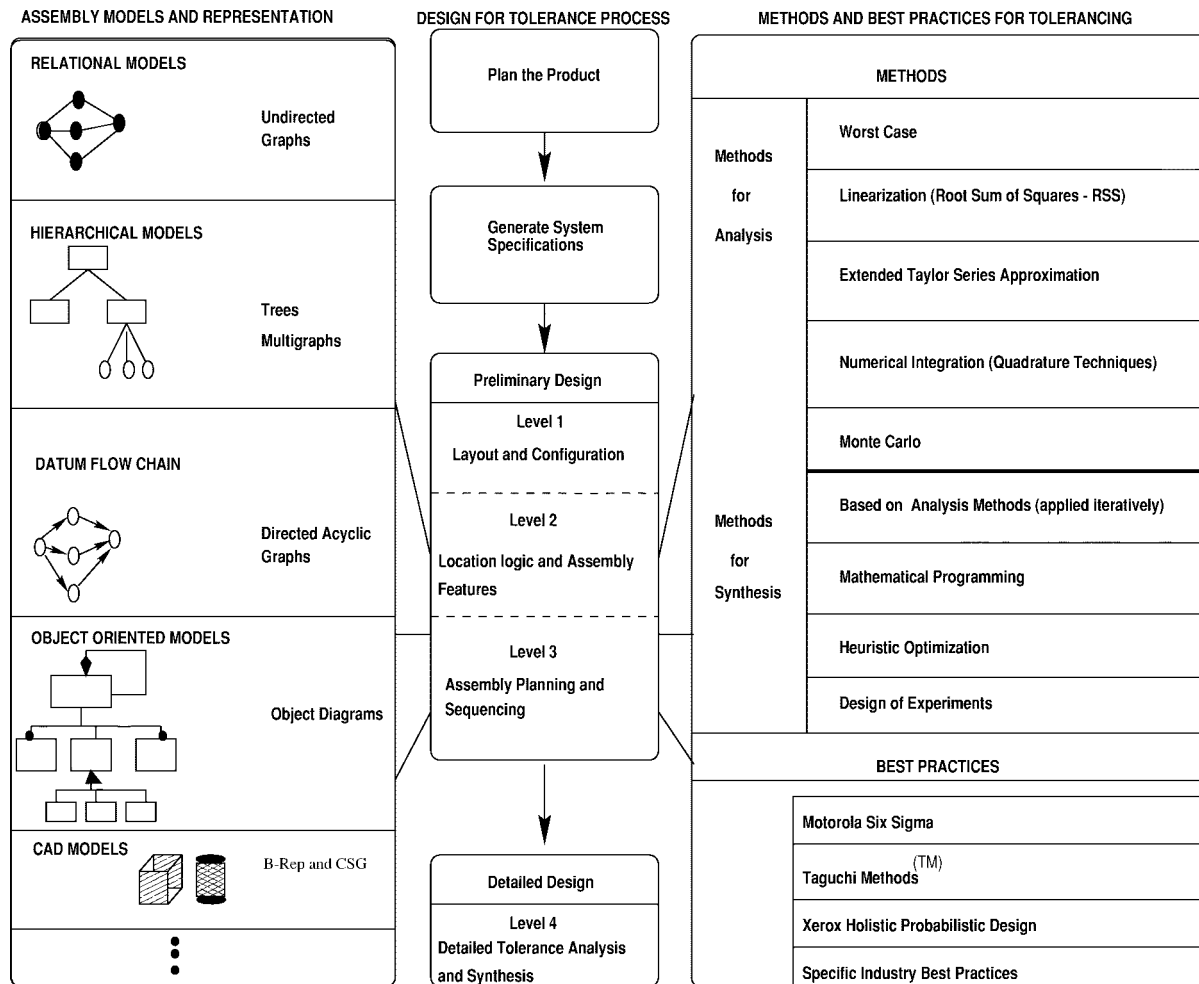 ASSEMBLY MODELS AND REPRESENTATION
RELATIONAL MODELS
Undirected
Graphs
HIERARCHICAL MODELS
Trees
Multigraphs
DATUM FLOW CHAIN
Directed Acyclic
Graphs
OBJECT ORIENTED MODELS
Object Diagrams
CAD MODELS
B-Rep and CSG
DESIGN FOR TOLERANCE PROCESS
Plan the Product
Generate System
Specifications
Preliminary Design
Level 1
Layout and Configuration
Level 2
Location logic and Assembly
Features
Level 3
Assembly Planning and
Sequencing
Detailed Design
Level 4
Detailed Tolerance Analysis
and Synthesis
METHODS AND BEST PRACTICES FOR TOLERANCING
METHODS
Methods
for
Analysis
Worst Case
Linearization (Root Sum of Squares - RSS)
Extended Taylor Series Approximation
Numerical Integration (Quadrature Techniques)
Monte Carlo
Methods
for
Synthesis
Based on Analysis Methods (applied iteratively)
Mathematical Programming
Heuristic Optimization
Design of Experiments
BEST PRACTICES
Motorola Six Sigma
Taguchi Methods (TM)
Xerox Holistic Probabilistic Design
Specific Industry Best Practices